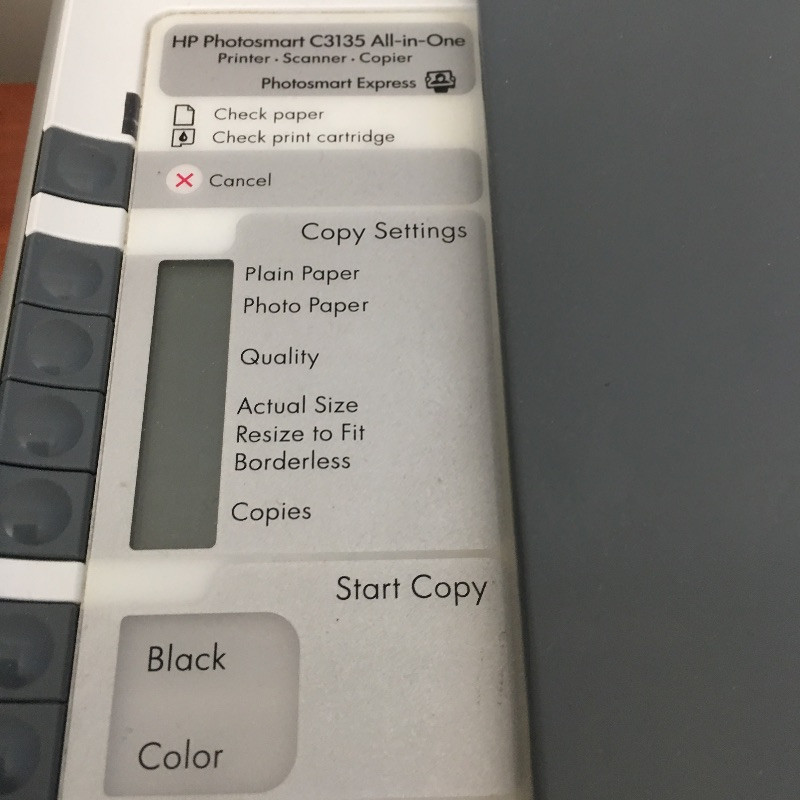 HP Photosmart C3135 All-in-One
Printer · Scanner · Copier
Photosmart Express
Check paper
Check print cartridge
Cancel
Copy Settings
Plain Paper
Photo Paper
Quality
Actual Size
Resize to Fit
Borderless
Copies
Start Copy
Black
Color